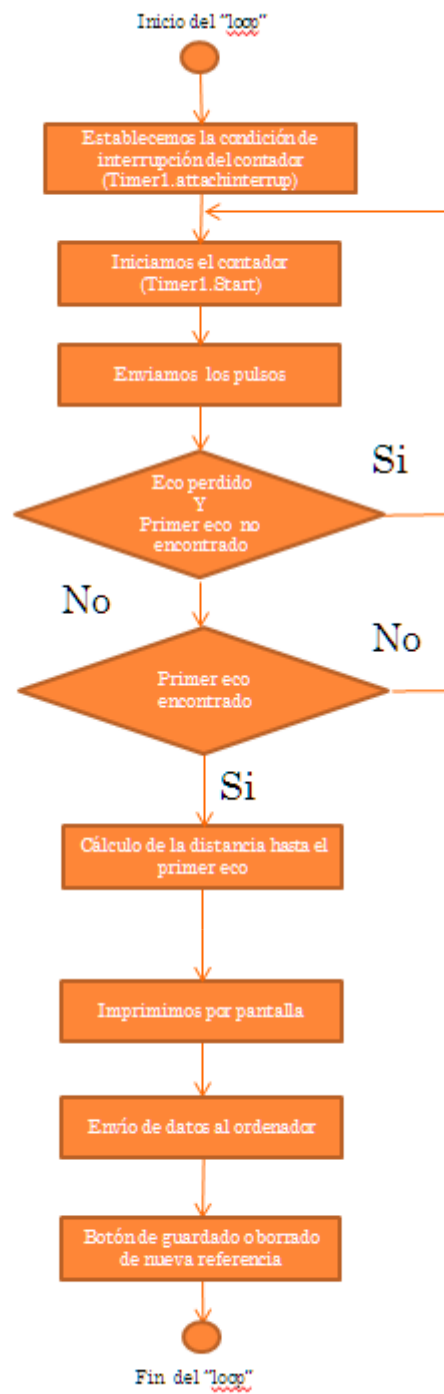 Inicio del "loop"
Establecemos la condición de
interrupción del contador
(Timer1.attachinterrup)
Iniciamos el contador
(Timer1.Start)
Enviamos los pulsos
Eco perdido
Y
Primer eco no
encontrado
Si
No
Primer eco
encontrado
No
Si
Cálculo de la distancia hasta el
primer eco
Imprimimos por pantalla
Envío de datos al ordenador
Botón de guardado o borrado
de nueva referencia
Fin del "loop"